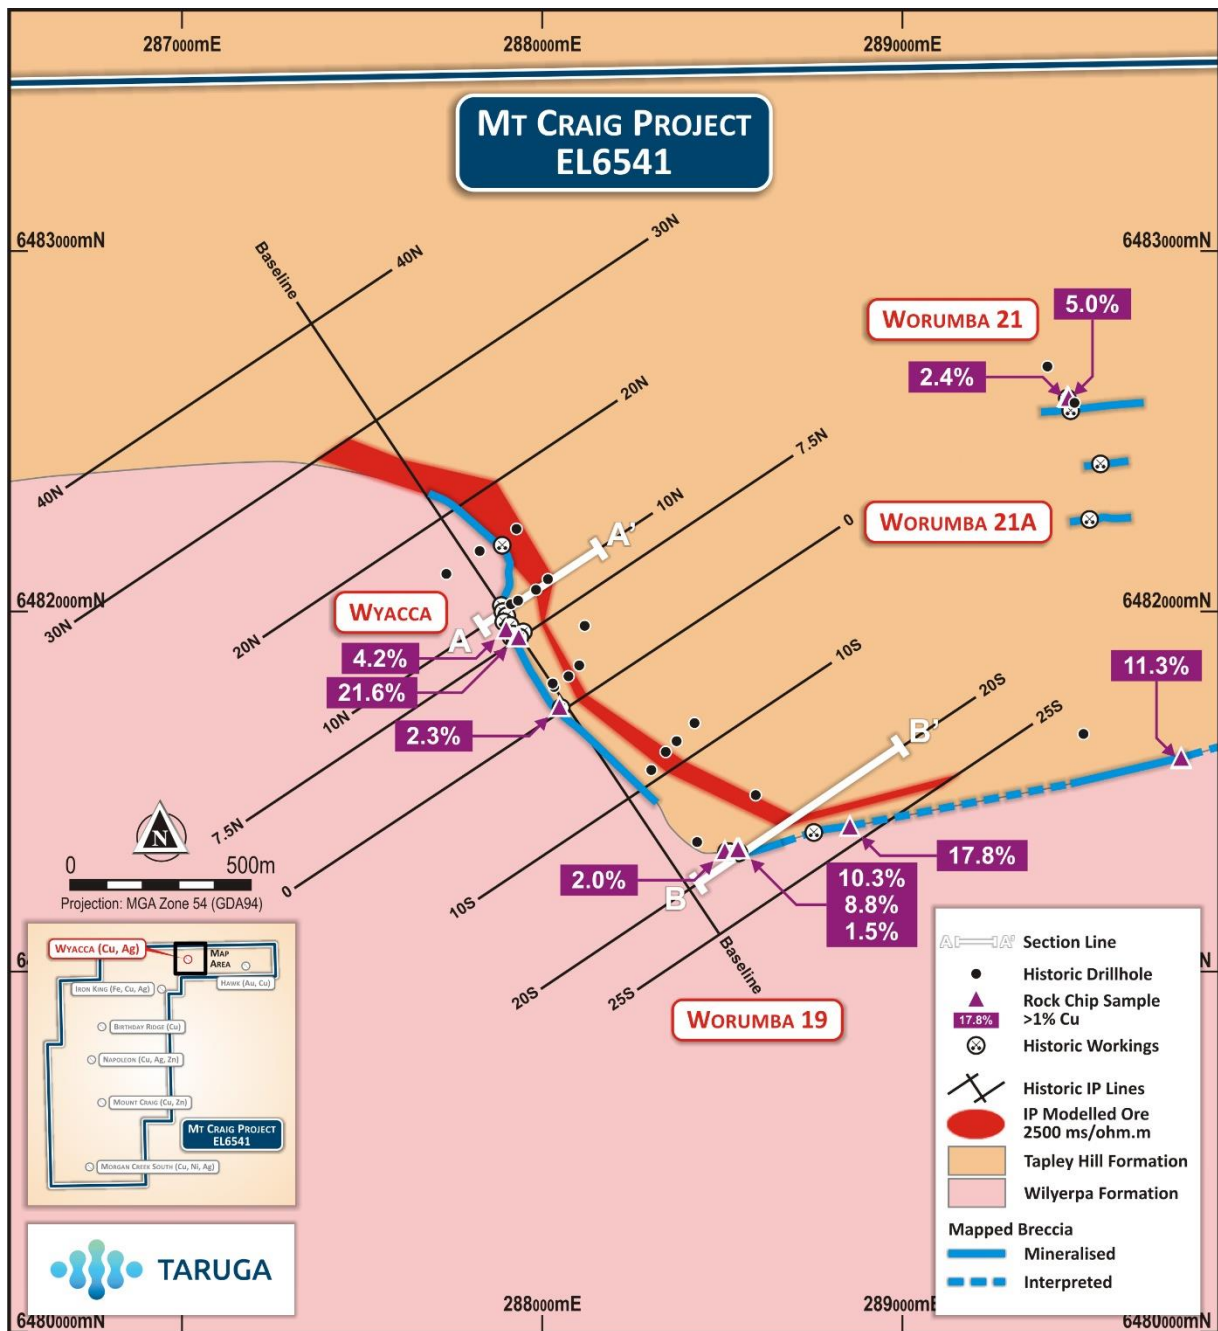 287000mE
288000mE
289000mE
MT CRAIG PROJECT
EL6541
6483000mN
6483000mN
Baseline
40N
30N
WORUMBA 21
5.0%
2.4%
20N
7.5N
10N
0
WORUMBA 21A
40N
A'
6482000mN
6482000mN
30N
WYACCA
20N
A
4.2%
21.6%
10N
2.3%
10S
20S
25S
11.3%
B'
7.5N
N
0
500m
Projection: MGA Zone 54 (GDA94)
0
10S
2.0%
B
17.8%
10.3%
8.8%
1.5%
20S
25S
Baseline
WORUMBA 19
WYACCA (Cu, Ag)
MAP
AREA
HAWK (Au, Cu)
IRON KING (Fe, Cu, Ag)
BIRTHDAY RIDGE (Cu)
NAPOLEON (Cu, Ag, Zn)
MOUNT CRAIG (Cu, Zn)
MT CRAIG PROJECT
EL6541
MORGAN CREEK SOUTH (Cu, Ni, Ag)
TARUGA
A A' Section Line
Historic Drillhole
Rock Chip Sample
17.8% >1% Cu
Historic Workings
Historic IP Lines
IP Modelled Ore
2500 ms/ohm.m
Tapley Hill Formation
Wilyerpa Formation
Mapped Breccia
Mineralised
Interpreted
6480000mN
288000mE
289000mE
6480000mN